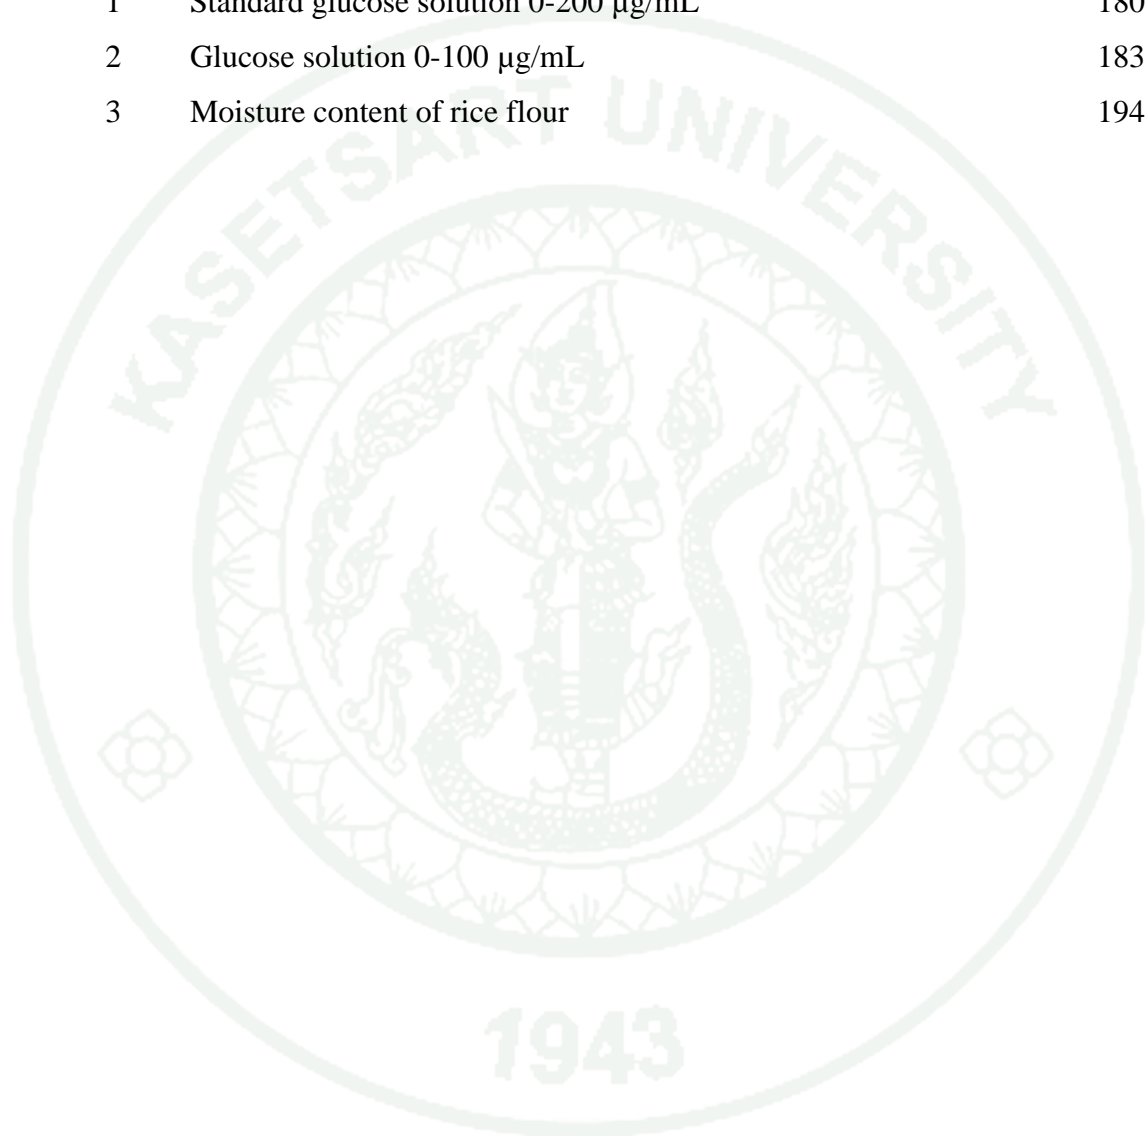 1 Standard glucose solution 0-200 µg/mL 180
2 Glucose solution 0-100 µg/mL 183
3 Moisture content of rice flour 194
KASETSART UNIVERSITY
1943